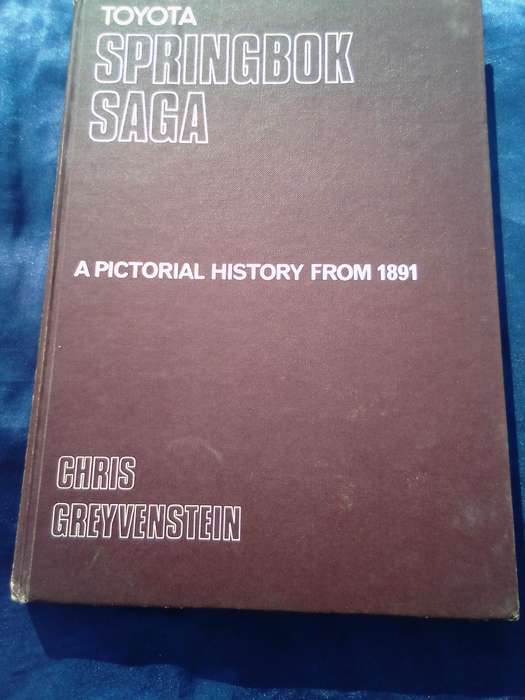 TOYOTA
SPRINGBOK
SAGA
A PICTORIAL HISTORY FROM 1891
CHRIS
GREYVENSTEIN